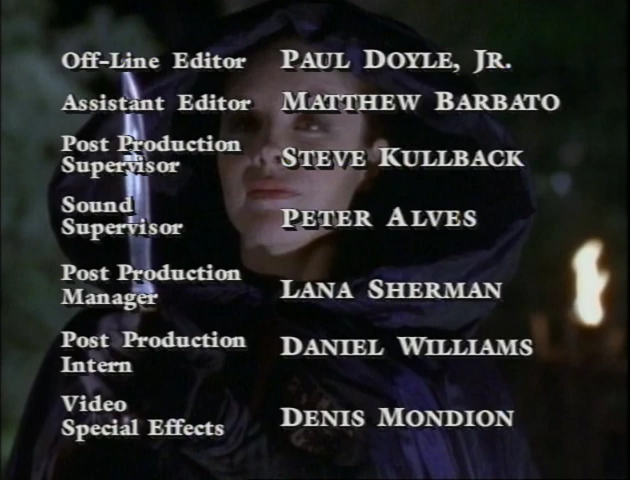 Off-Line Editor PAUL DOYLE, JR.
Assistant Editor MATTHEW BARBATO
Post Production
Supervisor STEVE KULLBACK
Sound
Supervisor PETER ALVES
Post Production
Manager LANA SHERMAN
Post Production
Intern DANIEL WILLIAMS
Video
Special Effects DENIS MONDION